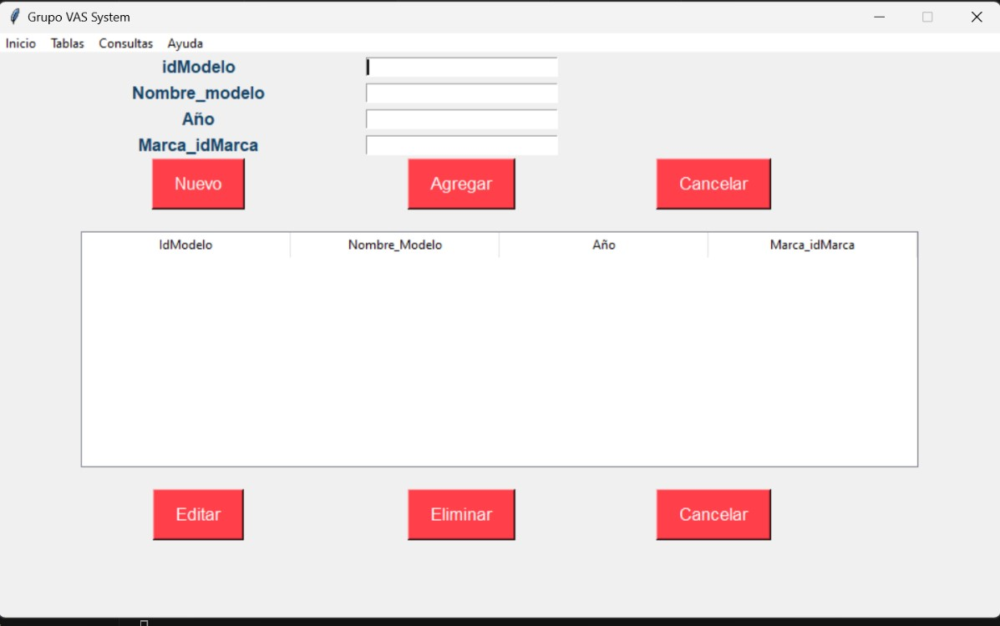 Grupo VAS System
Inicio Tablas Consultas Ayuda
idModelo
Nombre_modelo
Año
Marca_idMarca
Nuevo Agregar Cancelar
IdModelo Nombre_Modelo Año Marca_idMarca
Editar Eliminar Cancelar